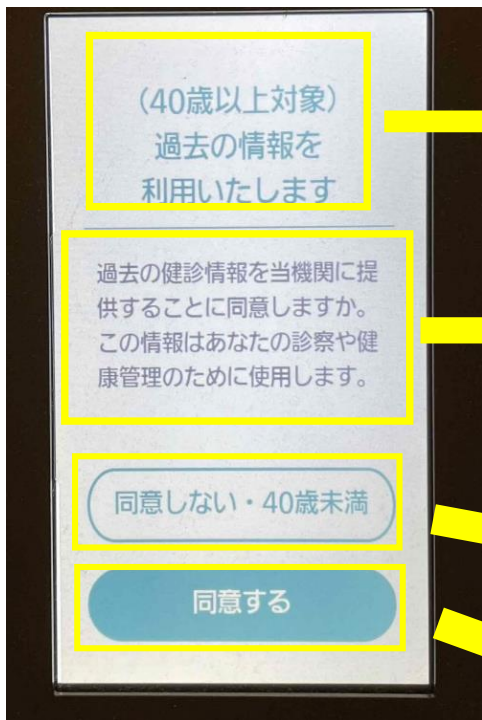 (40歳以上対象)
過去の情報を
利用いたします
過去の健診情報を当機関に提
供することに同意しますか。
この情報はあなたの診察や健
康管理のために使用します。
同意しない・40歳未満
同意する